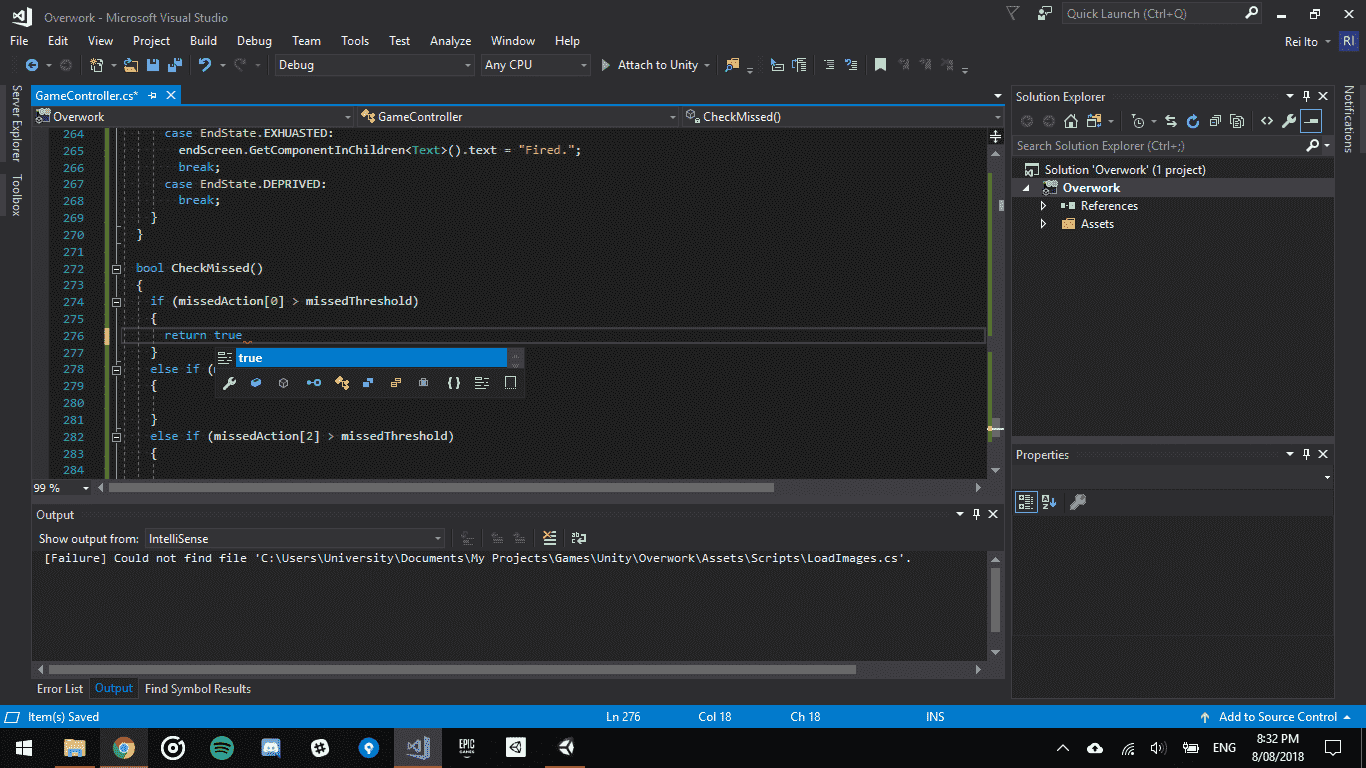 Overwork - Microsoft Visual Studio
Quick Launch (Ctrl+Q)
File Edit View Project Build Debug Team Tools Test Analyze Window Help
Rei Ito RI
Debug Any CPU Attach to Unity
Server Explorer
Toolbox
GameController.cs*
Overwork GameController CheckMissed()
264 case EndState.EXHUASTED:
265 endScreen.GetComponentInChildren<Text>().text = "Fired.";
266 break;
267 case EndState.DEPRIVED:
268 break;
269 }
270 }
271
272 bool CheckMissed()
273 {
274 if (missedAction[0] > missedThreshold)
275 {
276 return true
277 }
true
278 else if (
279 {
280
281 }
282 else if (missedAction[2] > missedThreshold)
283 {
284
99 %
Output
Show output from: IntelliSense
[Failure] Could not find file 'C:\Users\University\Documents\My Projects\Games\Unity\Overwork\Assets\Scripts\LoadImages.cs'.
Error List Output Find Symbol Results
Solution Explorer
Search Solution Explorer (Ctrl+;)
Solution 'Overwork' (1 project)
Overwork
References
Assets
Properties
Notifications
Item(s) Saved Ln 276 Col 18 Ch 18 INS Add to Source Control
EPIC GAMES
ENG
8:32 PM
8/08/2018